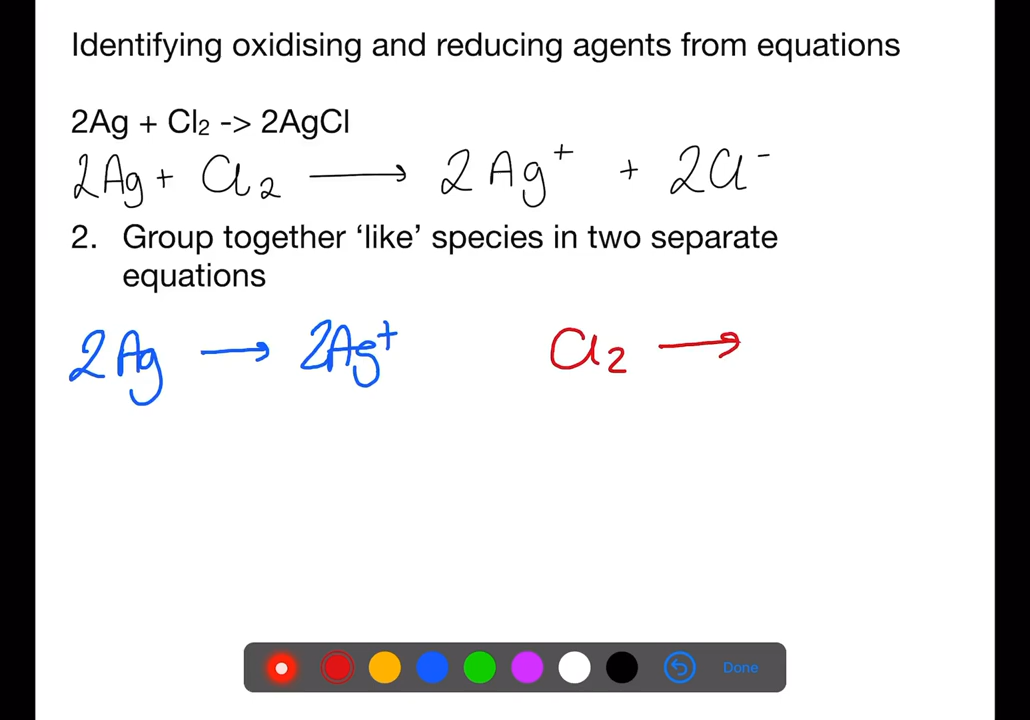 Identifying oxidising and reducing agents from equations
2Ag + Cl₂ -> 2AgCl
2Ag + Cl₂ ⟶ 2Ag⁺ + 2Cl⁻
2. Group together ‘like’ species in two separate
equations
2Ag ⟶ 2Ag⁺ Cl₂ ⟶
Done